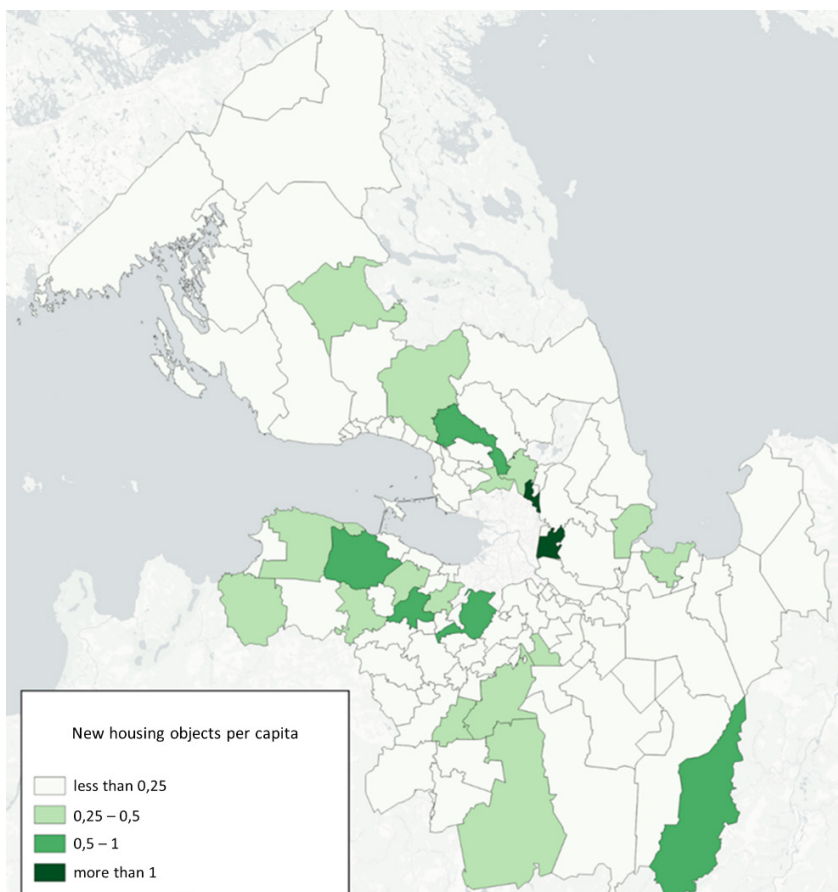 New housing objects per capita
less than 0,25
0,25 – 0,5
0,5 – 1
more than 1